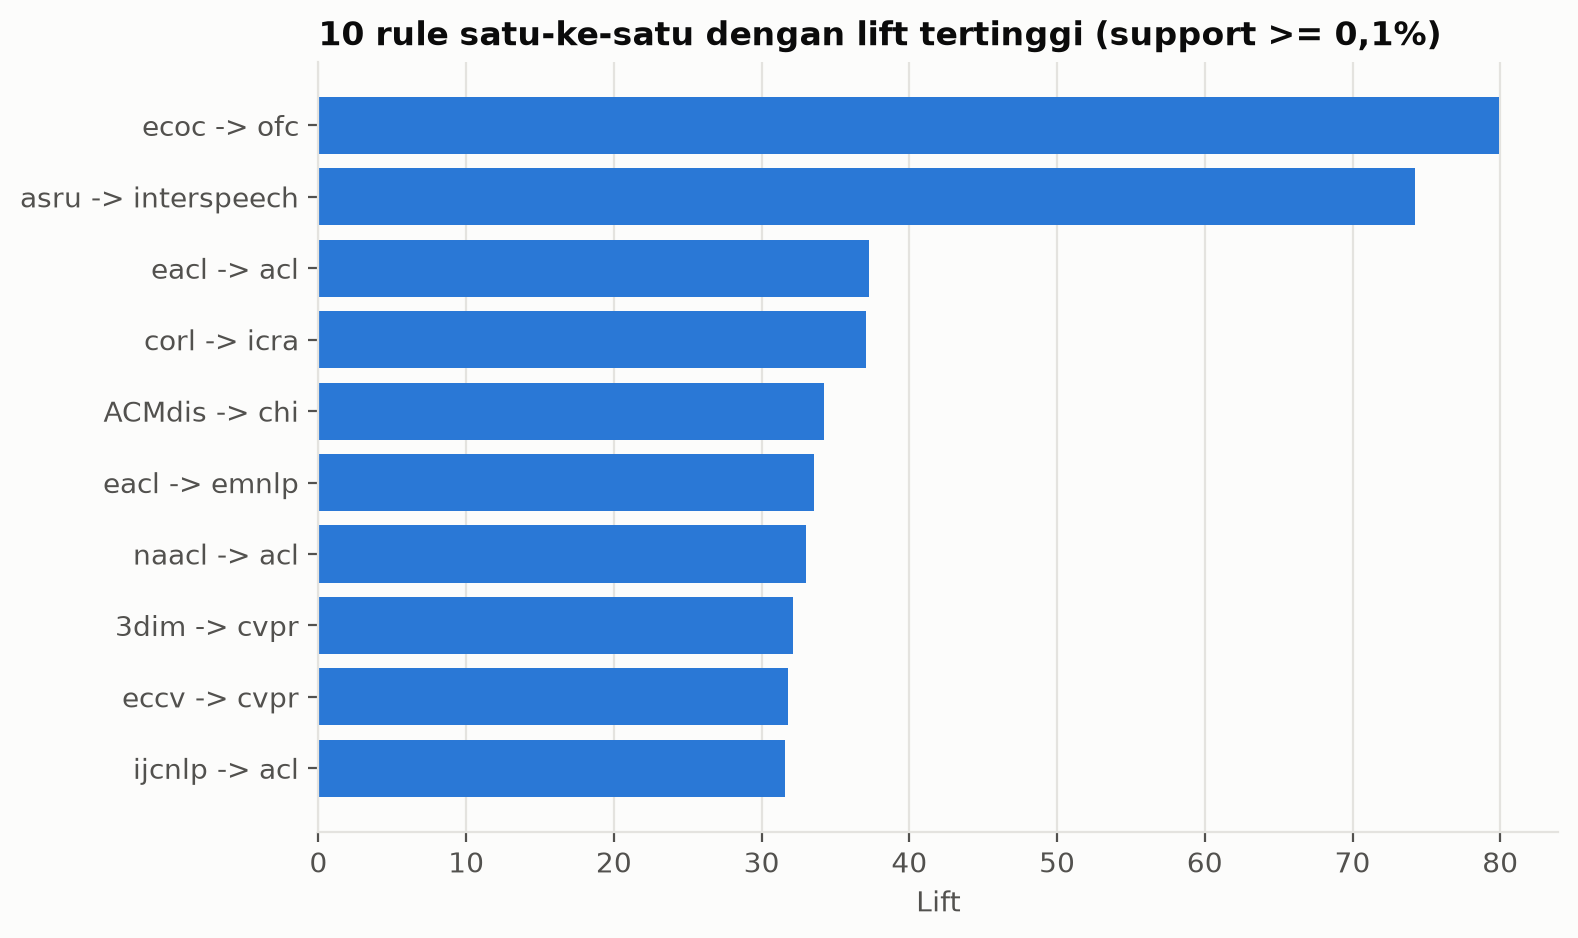 10 rule satu-ke-satu dengan lift tertinggi (support >= 0,1%)
ecoc -> ofc
asru -> interspeech
eacl -> acl
corl -> icra
ACMdis -> chi
eacl -> emnlp
naacl -> acl
3dim -> cvpr
eccv -> cvpr
ijcnlp -> acl
0 10 20 30 40 50 60 70 80
Lift